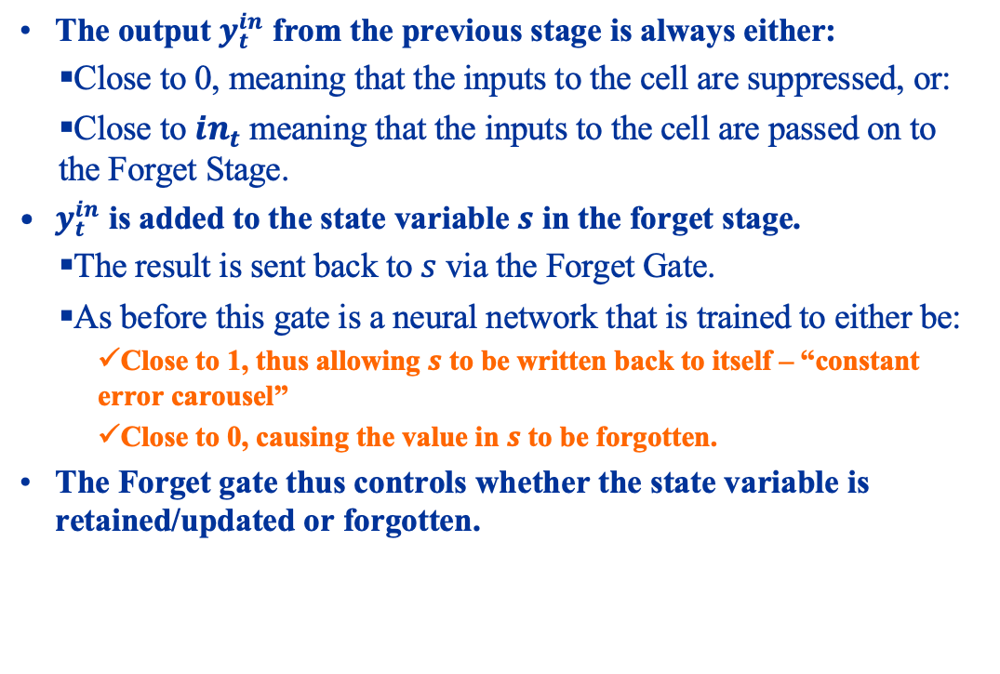 • The output $y_t^{in}$ from the previous stage is always either:
▪Close to 0, meaning that the inputs to the cell are suppressed, or:
▪Close to $in_t$ meaning that the inputs to the cell are passed on to
the Forget Stage.
• $y_t^{in}$ is added to the state variable s in the forget stage.
▪The result is sent back to s via the Forget Gate.
▪As before this gate is a neural network that is trained to either be:
✓Close to 1, thus allowing s to be written back to itself – “constant
error carousel”
✓Close to 0, causing the value in s to be forgotten.
• The Forget gate thus controls whether the state variable is
retained/updated or forgotten.